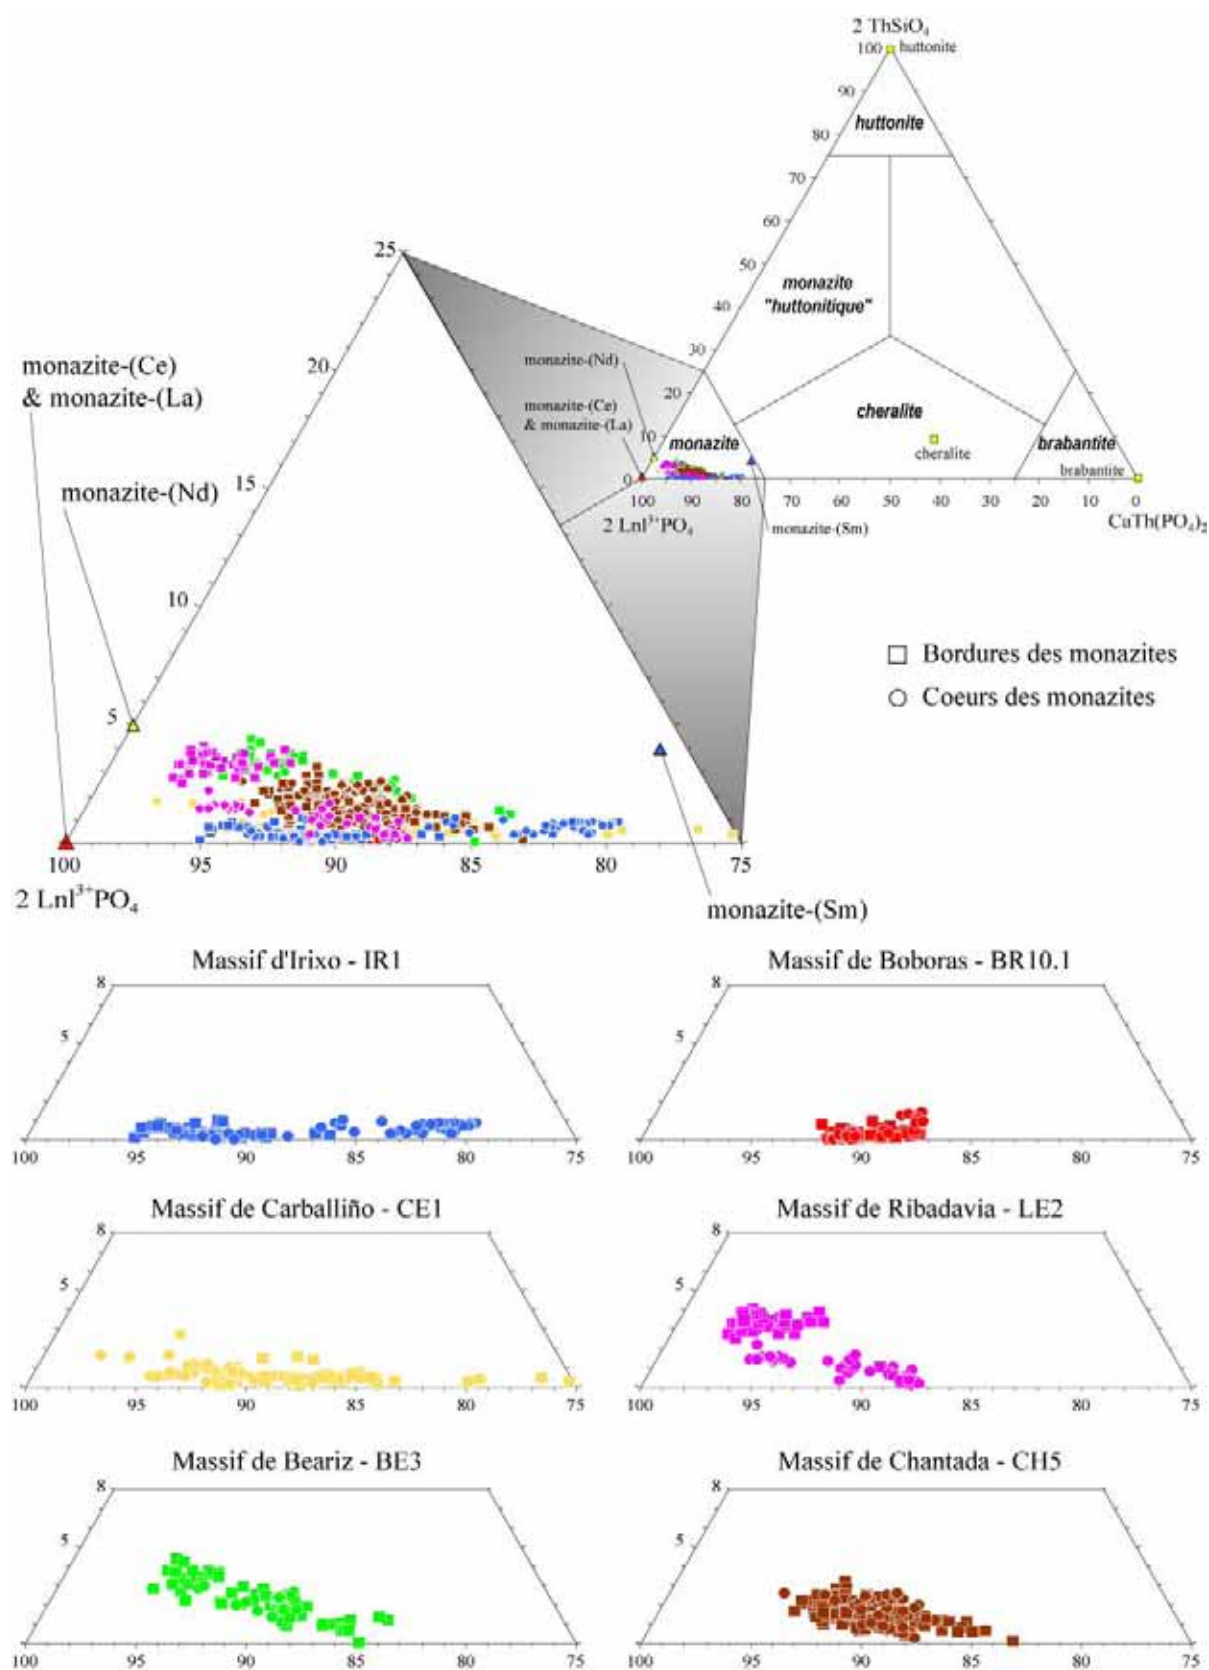 2 ThSiO₄
100 huttonite
90
huttonite
80
70
60
50
monazite
"huttonitique"
40
30
20
10
0
monazite-(Nd)
monazite-(Ce)
& monazite-(La)
monazite
cheralite
cheralite
brabantité
brabantite
100 90 80 70 60 50 40 30 20 10 0
2 Lnl³⁺PO₄
monazite-(Sm)
CaTh(PO₄)₂
25
20
15
10
5
monazite-(Ce)
& monazite-(La)
monazite-(Nd)
Bordures des monazites
Coeurs des monazites
100 95 90 85 80 75
2 Lnl³⁺PO₄
monazite-(Sm)
Massif d'Irixo - IR1
8
5
100 95 90 85 80 75
Massif de Boboras - BR10.1
8
5
100 95 90 85 80 75
Massif de Carballiño - CE1
8
5
100 95 90 85 80 75
Massif de Ribadavia - LE2
8
5
100 95 90 85 80 75
Massif de Beariz - BE3
8
5
100 95 90 85 80 75
Massif de Chantada - CH5
8
5
100 95 90 85 80 75